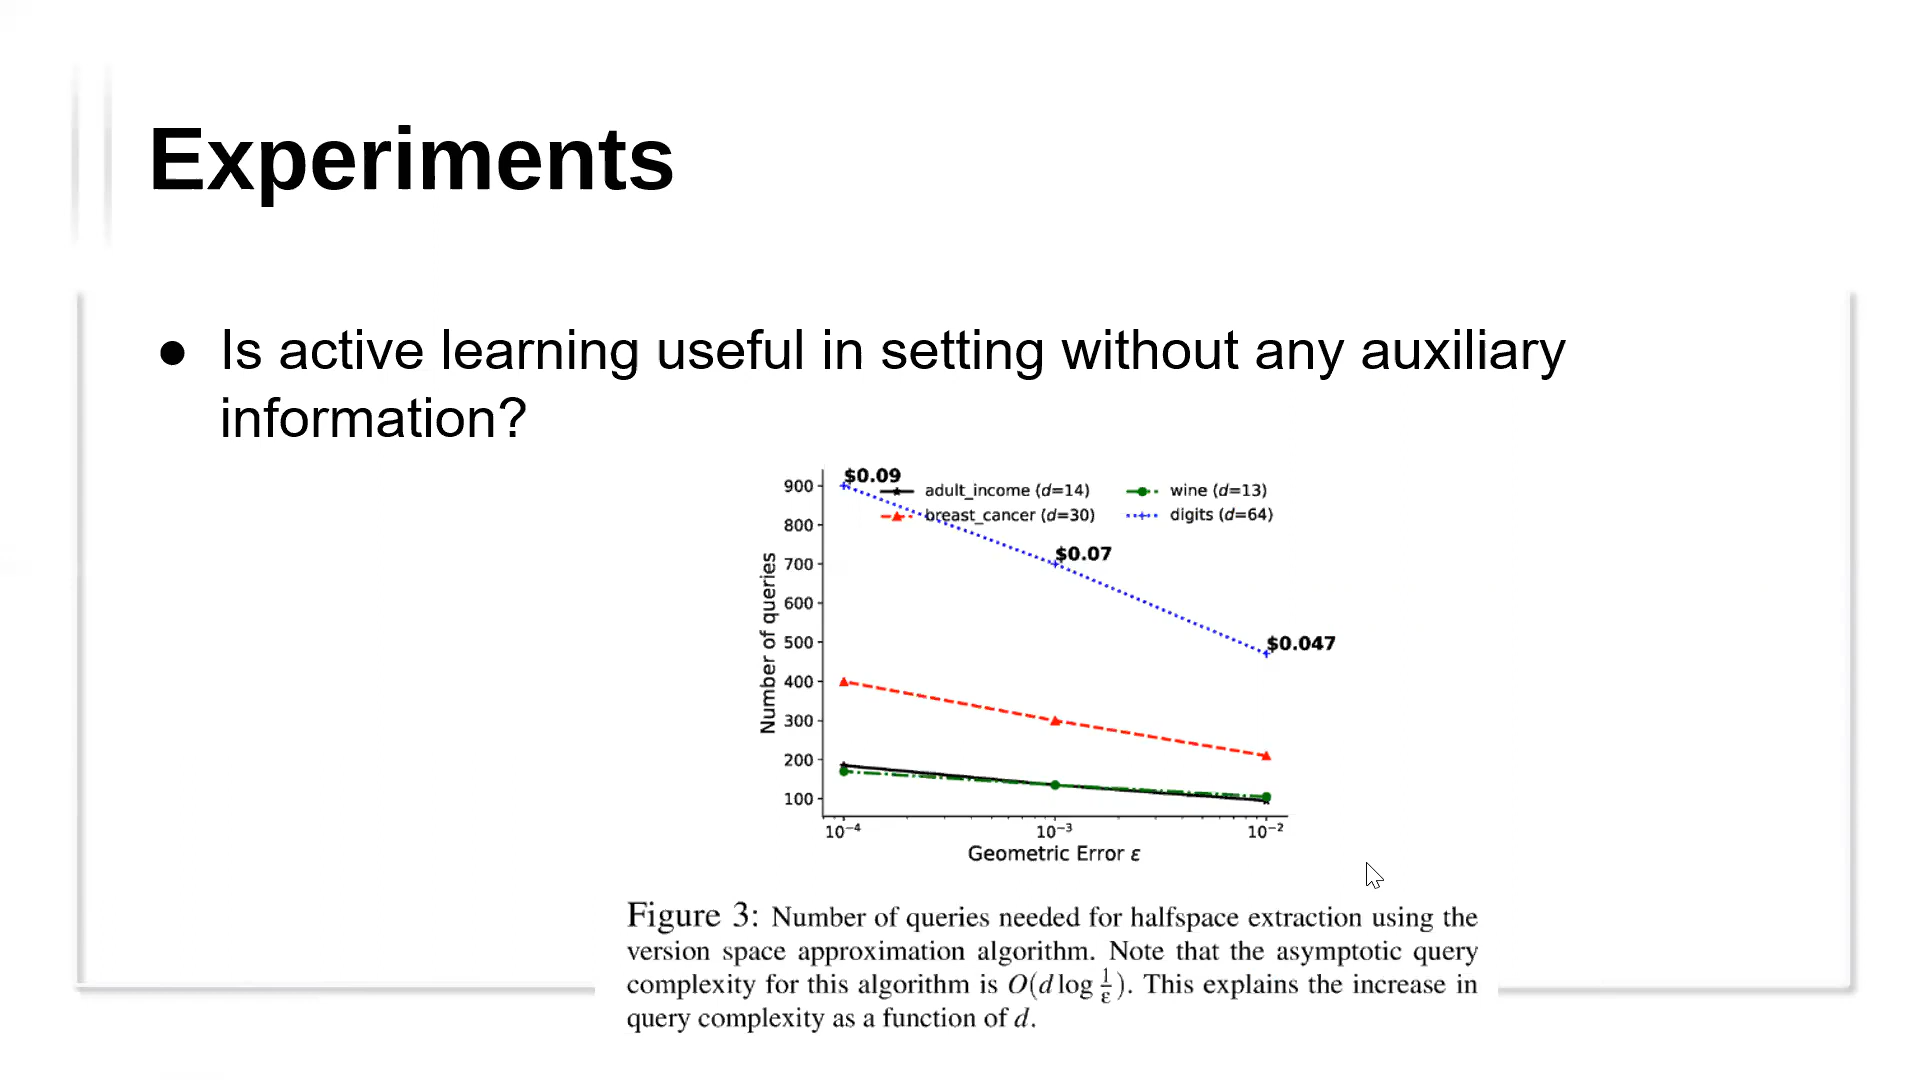 Experiments
● Is active learning useful in setting without any auxiliary
information?
$0.09
adult_income (d=14)
wine (d=13)
breast_cancer (d=30)
digits (d=64)
$0.07
$0.047
Number of queries
900
800
700
600
500
400
300
200
100
10⁻⁴
10⁻³
10⁻²
Geometric Error ε
Figure 3: Number of queries needed for halfspace extraction using the
version space approximation algorithm. Note that the asymptotic query
complexity for this algorithm is O(d log 1/ε). This explains the increase in
query complexity as a function of d.